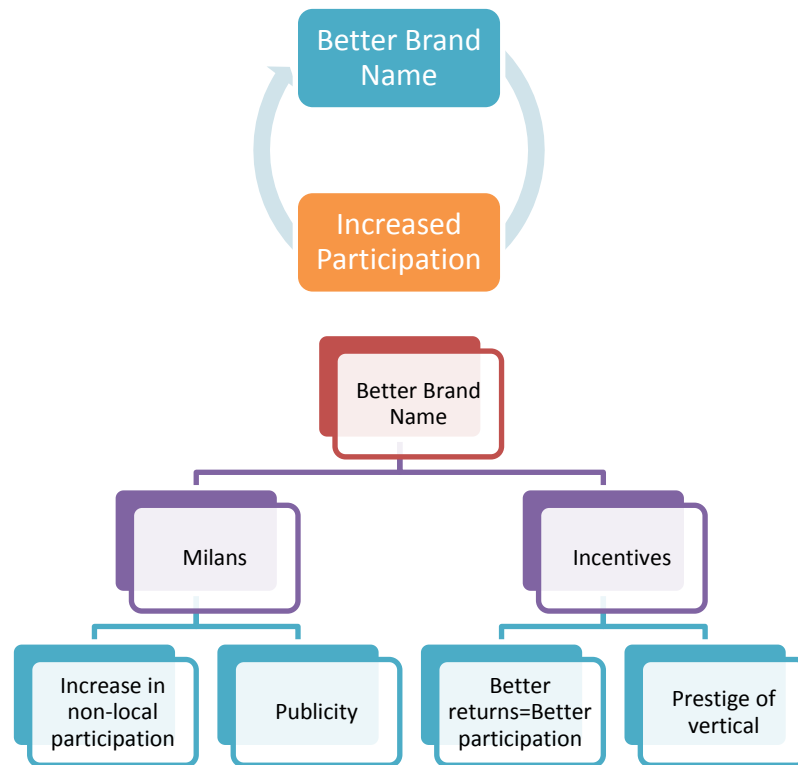 Better Brand
Name
Increased
Participation
Better Brand
Name
Milans
Incentives
Increase in
non-local
participation
Publicity
Better
returns=Better
participation
Prestige of
vertical